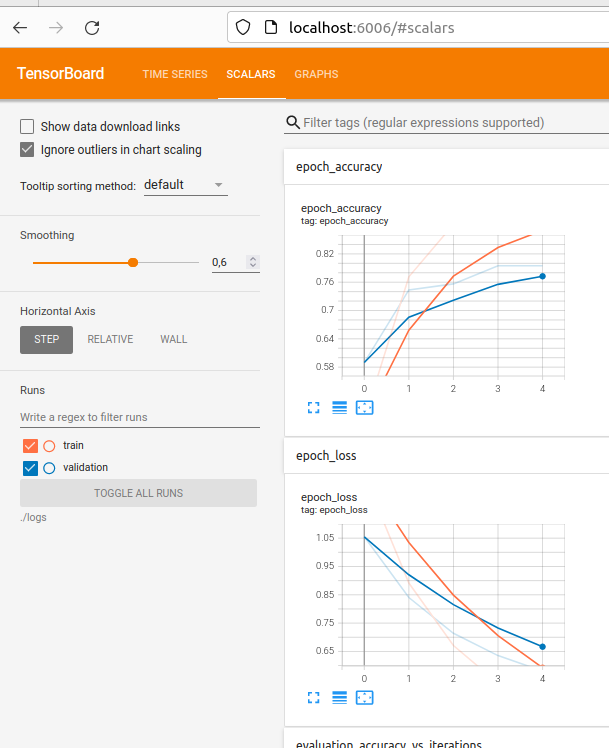 localhost:6006/#scalars
TensorBoard
TIME SERIES
SCALARS
GRAPHS
Show data download links
Ignore outliers in chart scaling
Tooltip sorting method: default
Smoothing
0,6
Horizontal Axis
STEP
RELATIVE
WALL
Runs
Write a regex to filter runs
train
validation
TOGGLE ALL RUNS
./logs
Filter tags (regular expressions supported)
epoch_accuracy
epoch_accuracy
tag: epoch_accuracy
0.82
0.76
0.7
0.64
0.58
0 1 2 3 4
epoch_loss
epoch_loss
tag: epoch_loss
1.05
0.95
0.85
0.75
0.65
0 1 2 3 4
evaluation_accuracy_vs_iterations